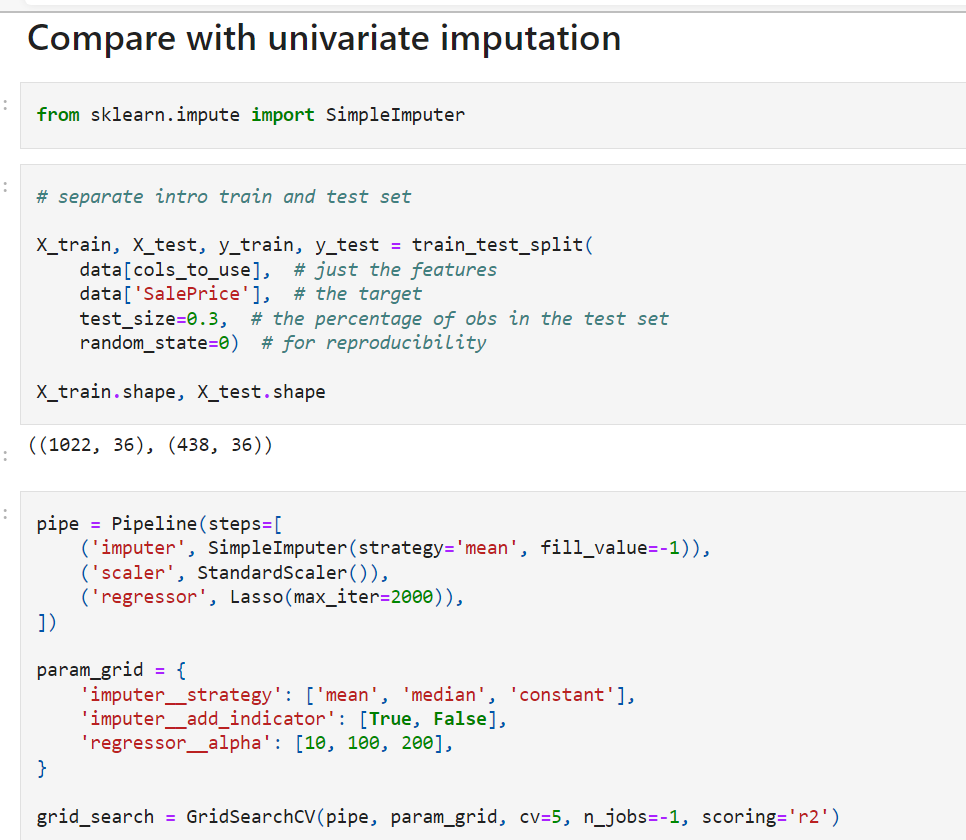 Compare with univariate imputation
:
from sklearn.impute import SimpleImputer
:
# separate intro train and test set
X_train, X_test, y_train, y_test = train_test_split(
    data[cols_to_use],  # just the features
    data['SalePrice'],  # the target
    test_size=0.3,  # the percentage of obs in the test set
    random_state=0)  # for reproducibility
X_train.shape, X_test.shape
:
((1022, 36), (438, 36))
:
pipe = Pipeline(steps=[
    ('imputer', SimpleImputer(strategy='mean', fill_value=-1)),
    ('scaler', StandardScaler()),
    ('regressor', Lasso(max_iter=2000)),
])
param_grid = {
    'imputer__strategy': ['mean', 'median', 'constant'],
    'imputer__add_indicator': [True, False],
    'regressor__alpha': [10, 100, 200],
}
grid_search = GridSearchCV(pipe, param_grid, cv=5, n_jobs=-1, scoring='r2')